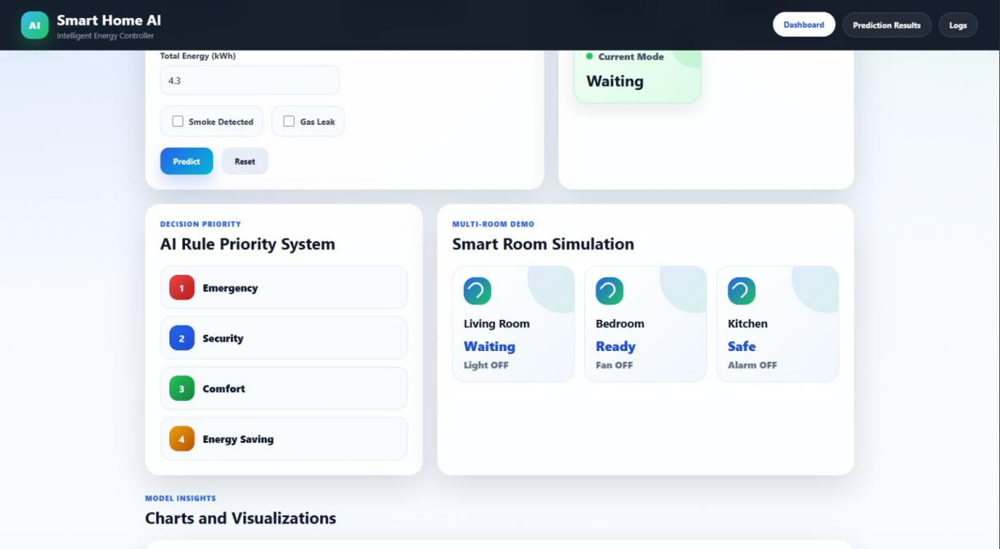 AI
Smart Home AI
Intelligent Energy Controller
Dashboard
Prediction Results
Logs
Total Energy (kWh)
4.3
Smoke Detected
Gas Leak
Predict
Reset
Current Mode
Waiting
DECISION PRIORITY
AI Rule Priority System
1
Emergency
2
Security
3
Comfort
4
Energy Saving
MULTI-ROOM DEMO
Smart Room Simulation
Living Room
Waiting
Light OFF
Bedroom
Ready
Fan OFF
Kitchen
Safe
Alarm OFF
MODEL INSIGHTS
Charts and Visualizations